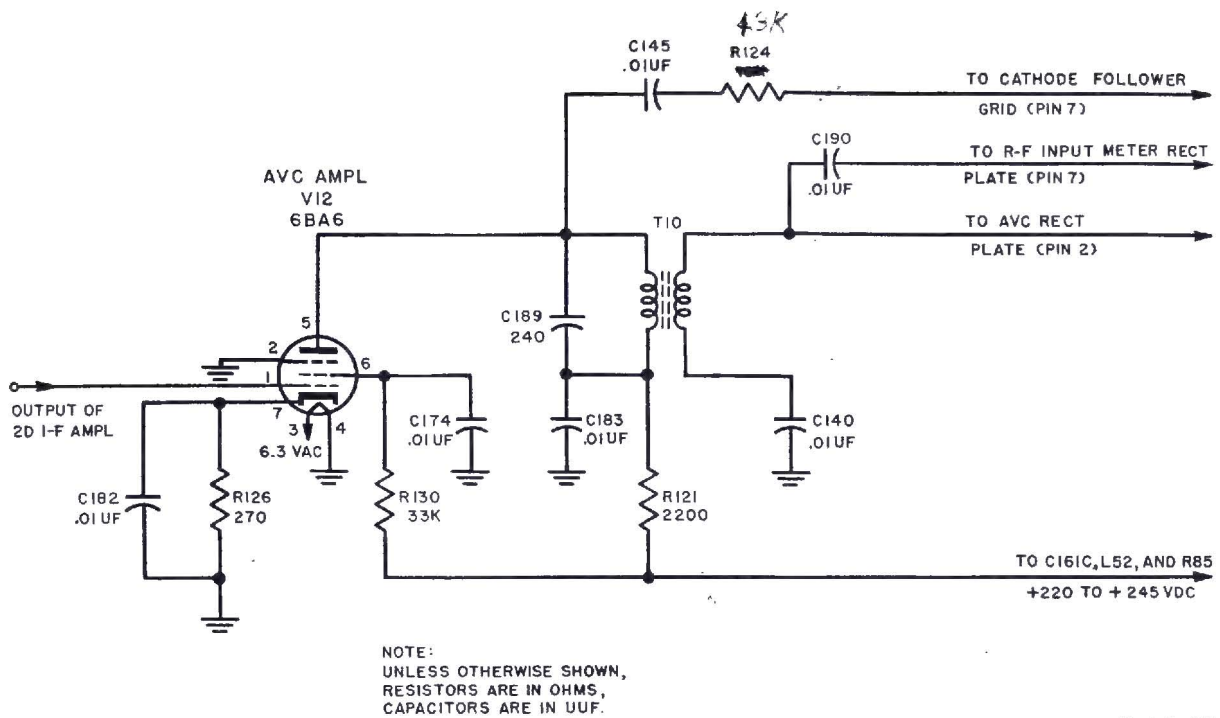 43K
C145
.01UF
R124
TO CATHODE FOLLOWER
GRID (PIN 7)
C190
.01UF
TO R-F INPUT METER RECT
PLATE (PIN 7)
AVC AMPL
V12
6BA6
T10
TO AVC RECT
PLATE (PIN 2)
C189
240
5
2
6
1
7
3
4
OUTPUT OF
2D I-F AMPL
6.3 VAC
C174
.01UF
C183
.01UF
C140
.01UF
C182
.01UF
R126
270
R130
33K
R121
2200
TO C161C, L52, AND R85
+220 TO +245 VDC
NOTE:
UNLESS OTHERWISE SHOWN,
RESISTORS ARE IN OHMS,
CAPACITORS ARE IN UUF.